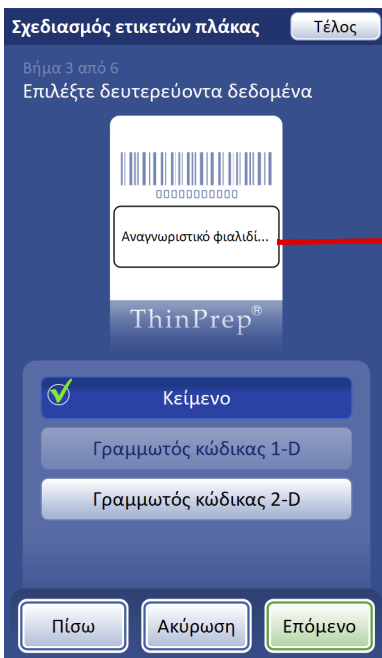 Σχεδιασμός ετικετών πλάκας
Τέλος
Βήμα 3 από 6
Επιλέξτε δευτερεύοντα δεδομένα
Αναγνωριστικό φιαλιδί...
ThinPrep®
Κείμενο
Γραμμωτός κώδικας 1-D
Γραμμωτός κώδικας 2-D
Πίσω
Ακύρωση
Επόμενο